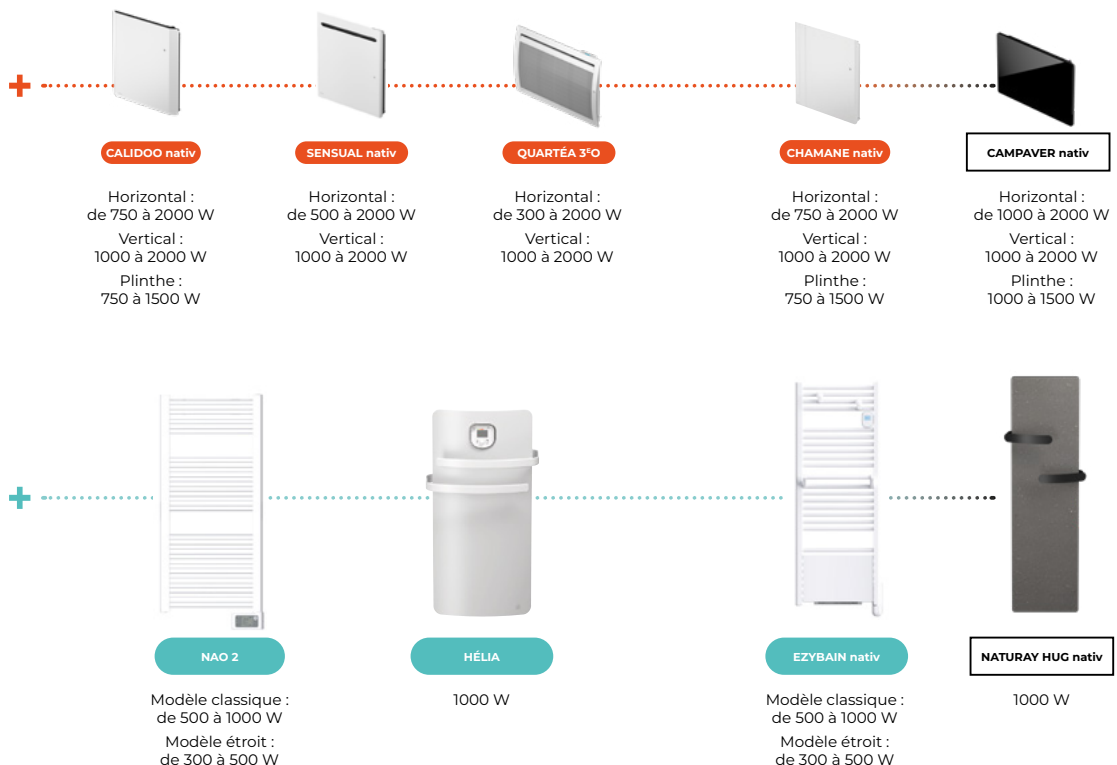 CALIDOO nativ
SENSUAL nativ
QUARTÉA 3ᴱO
CHAMANE nativ
CAMPAVER nativ
Horizontal :
de 750 à 2000 W
Vertical :
1000 à 2000 W
Plinthe :
750 à 1500 W
Horizontal :
de 500 à 2000 W
Vertical :
1000 à 2000 W
Horizontal :
de 300 à 2000 W
Vertical :
1000 à 2000 W
Horizontal :
de 750 à 2000 W
Vertical :
1000 à 2000 W
Plinthe :
750 à 1500 W
Horizontal :
de 1000 à 2000 W
Vertical :
1000 à 2000 W
Plinthe :
1000 à 1500 W
NAO 2
HÉLIA
EZYBAIN nativ
NATURAY HUG nativ
Modèle classique :
de 500 à 1000 W
Modèle étroit :
de 300 à 500 W
1000 W
Modèle classique :
de 500 à 1000 W
Modèle étroit :
de 300 à 500 W
1000 W